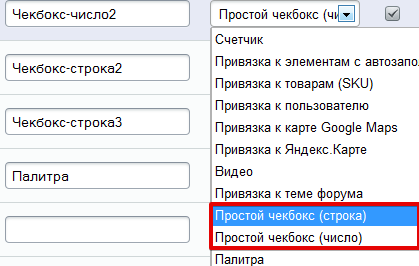 Чекбокс-число2
Простой чекбокс (чи
Счетчик
Чекбокс-строка2
Привязка к элементам с автозапо
Привязка к товарам (SKU)
Привязка к пользователю
Чекбокс-строка3
Привязка к карте Google Maps
Привязка к Яндекс.Карте
Палитра
Видео
Привязка к теме форума
Простой чекбокс (строка)
Простой чекбокс (число)
Палитра